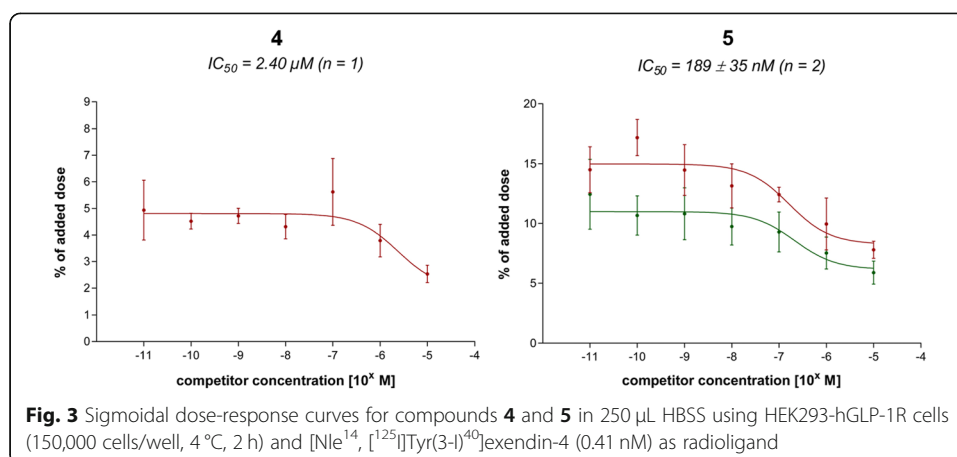 4
IC50 = 2.40 µM (n = 1)
9
8
7
6
5
4
3
2
1
0
% of added dose
-11 -10 -9 -8 -7 -6 -5 -4
competitor concentration [10^x M]
5
IC50 = 189 ± 35 nM (n = 2)
20
15
10
5
0
% of added dose
-11 -10 -9 -8 -7 -6 -5 -4
competitor concentration [10^x M]
Fig. 3 Sigmoidal dose-response curves for compounds 4 and 5 in 250 µL HBSS using HEK293-hGLP-1R cells
(150,000 cells/well, 4 °C, 2 h) and [Nle14, [125I]Tyr(3-I)40]exendin-4 (0.41 nM) as radioligand